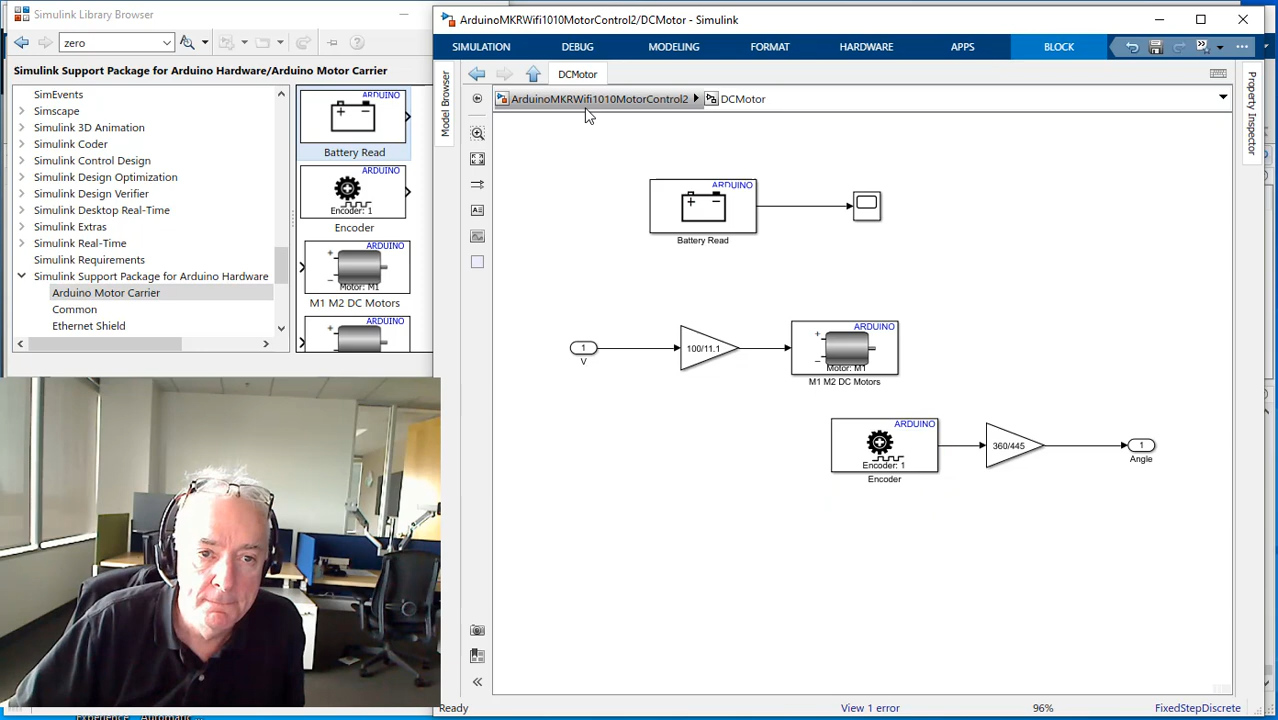 Simulink Library Browser
zero
Simulink Support Package for Arduino Hardware/Arduino Motor Carrier
SimEvents
Simscape
Simulink 3D Animation
Simulink Coder
Simulink Control Design
Simulink Design Optimization
Simulink Design Verifier
Simulink Desktop Real-Time
Simulink Extras
Simulink Real-Time
Simulink Requirements
Simulink Support Package for Arduino Hardware
Arduino Motor Carrier
Common
Ethernet Shield
ARDUINO
Battery Read
ARDUINO
Encoder: 1
Encoder
ARDUINO
Motor: M1
M1 M2 DC Motors
ARDUINO
ArduinoMKRWifi1010MotorControl2/DCMotor - Simulink
SIMULATION DEBUG MODELING FORMAT HARDWARE APPS BLOCK
DCMotor
ArduinoMKRWifi1010MotorControl2 DCMotor
Model Browser
Property Inspector
ARDUINO
Battery Read
1
V
100/11.1
ARDUINO
Motor: M1
M1 M2 DC Motors
ARDUINO
Encoder: 1
Encoder
360/445
1
Angle
Ready View 1 error 96% FixedStepDiscrete
Experience Automatic ...